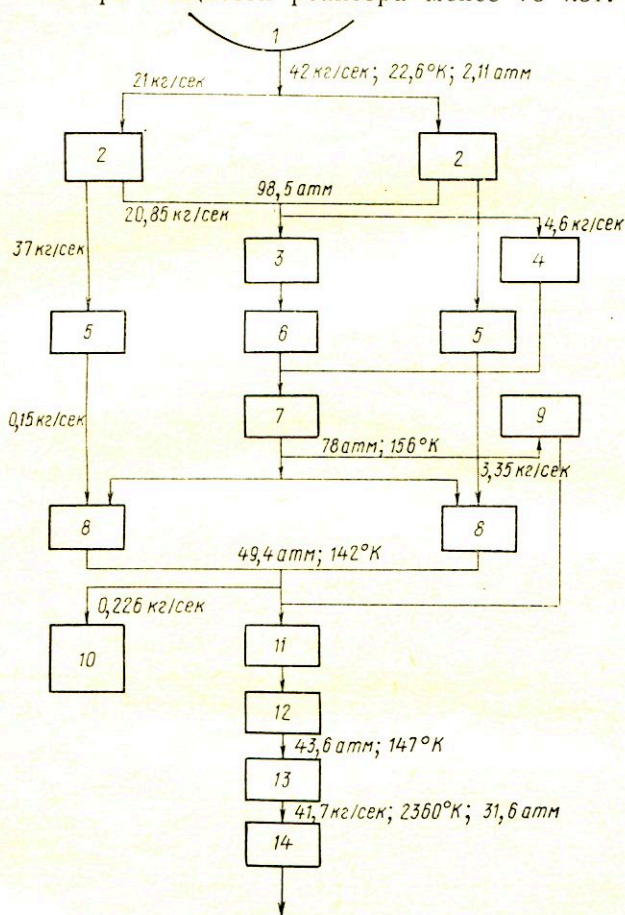 реактора менее
1
21 кг/сек
42 кг/сек; 22,6°K; 2,11 атм
2
2
98,5 атм
20,85 кг/сек
4,6 кг/сек
3
4
37 кг/сек
5
6
5
0,15 кг/сек
7
9
78 атм; 156°K
3,35 кг/сек
8
8
49,4 атм; 142°K
0,226 кг/сек
10
11
12
43,6 атм; 147°K
13
41,7 кг/сек; 2360°K; 31,6 атм
14